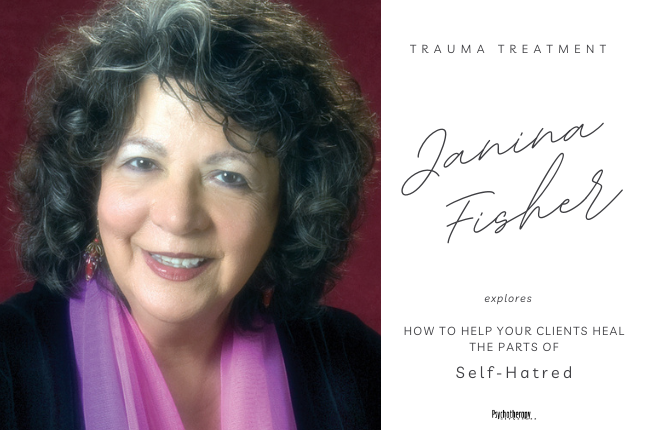 TRAUMA TREATMENT
Janina
Fisher
explores
HOW TO HELP YOUR CLIENTS HEAL
THE PARTS OF
Self-Hatred
Psychotherapy